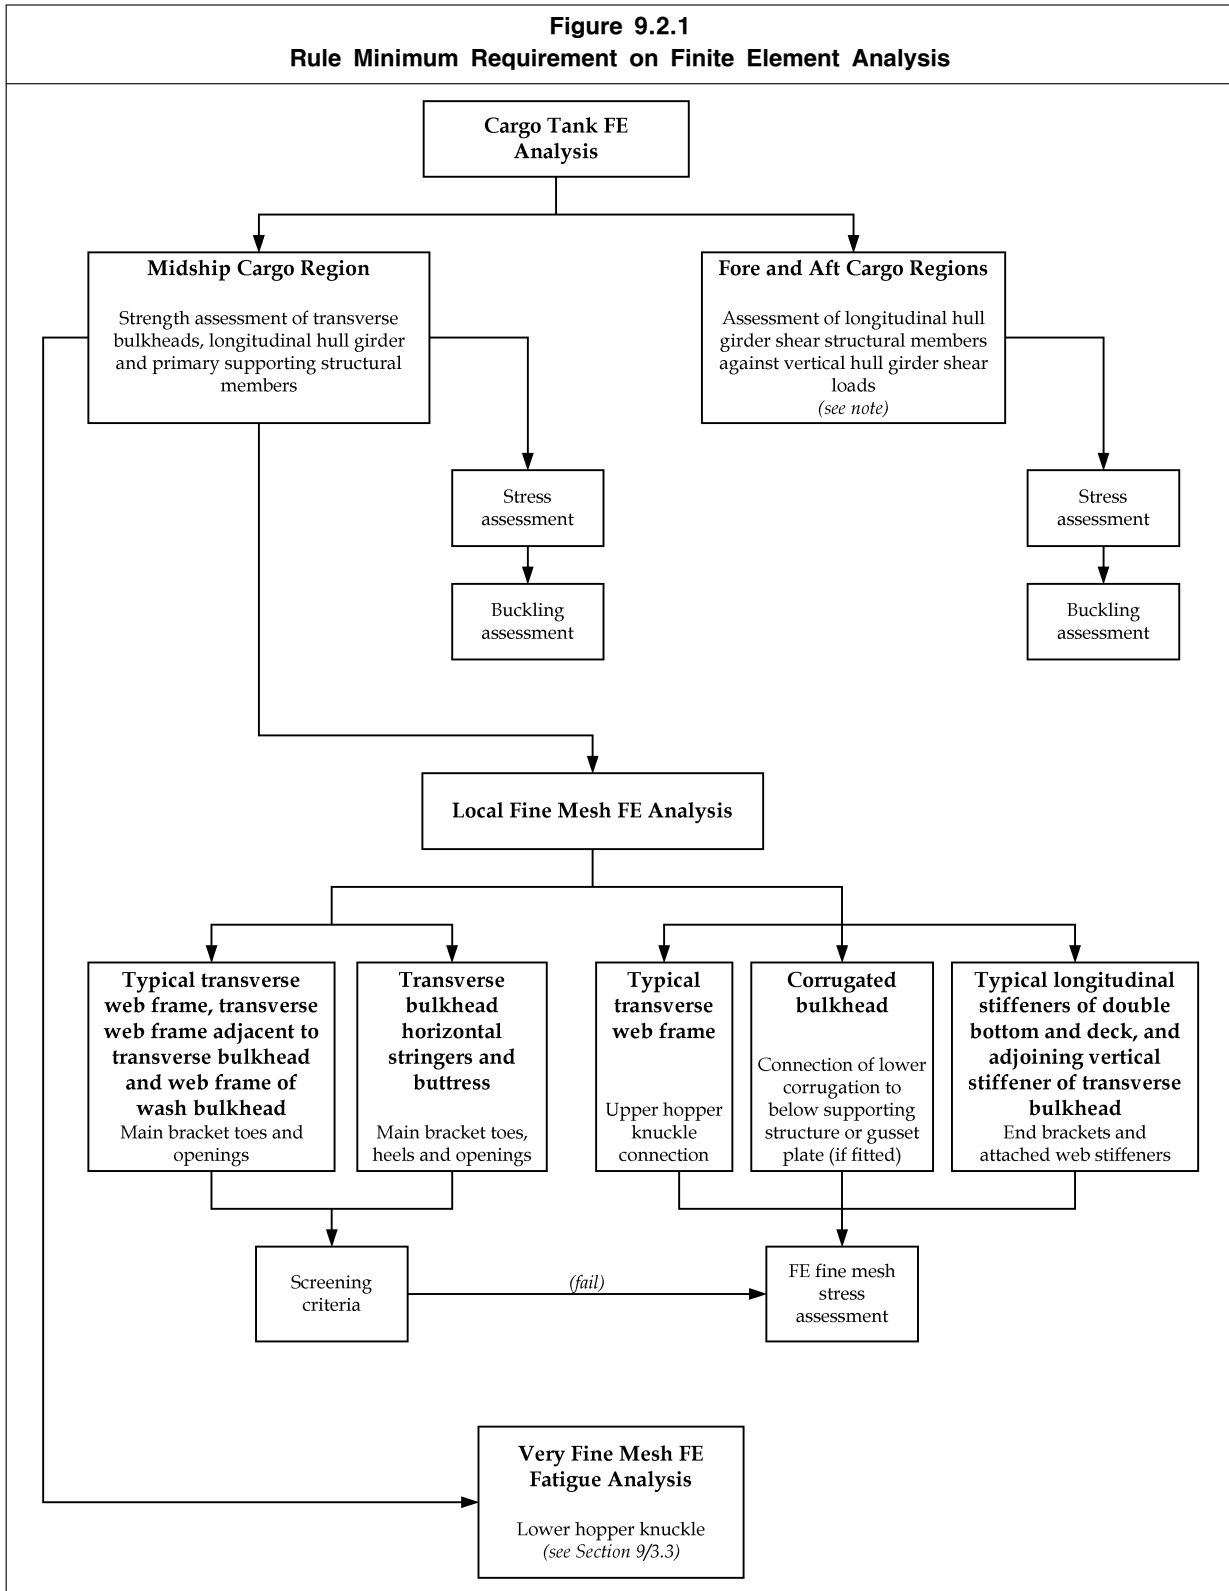 Figure 9.2.1
Rule Minimum Requirement on Finite Element Analysis
Cargo Tank FE
Analysis
Midship Cargo Region
Strength assessment of transverse
bulkheads, longitudinal hull girder
and primary supporting structural
members
Fore and Aft Cargo Regions
Assessment of longitudinal hull
girder shear structural members
against vertical hull girder shear
loads
(see note)
Stress
assessment
Stress
assessment
Buckling
assessment
Buckling
assessment
Local Fine Mesh FE Analysis
Typical transverse
web frame, transverse
web frame adjacent to
transverse bulkhead
and web frame of
wash bulkhead
Main bracket toes and
openings
Transverse
bulkhead
horizontal
stringers and
buttress
Main bracket toes,
heels and openings
Typical
transverse
web frame
Upper hopper
knuckle
connection
Corrugated
bulkhead
Connection of lower
corrugation to
below supporting
structure or gusset
plate (if fitted)
Typical longitudinal
stiffeners of double
bottom and deck, and
adjoining vertical
stiffener of transverse
bulkhead
End brackets and
attached web stiffeners
Screening
criteria
(fail)
FE fine mesh
stress
assessment
Very Fine Mesh FE
Fatigue Analysis
Lower hopper knuckle
(see Section 9/3.3)